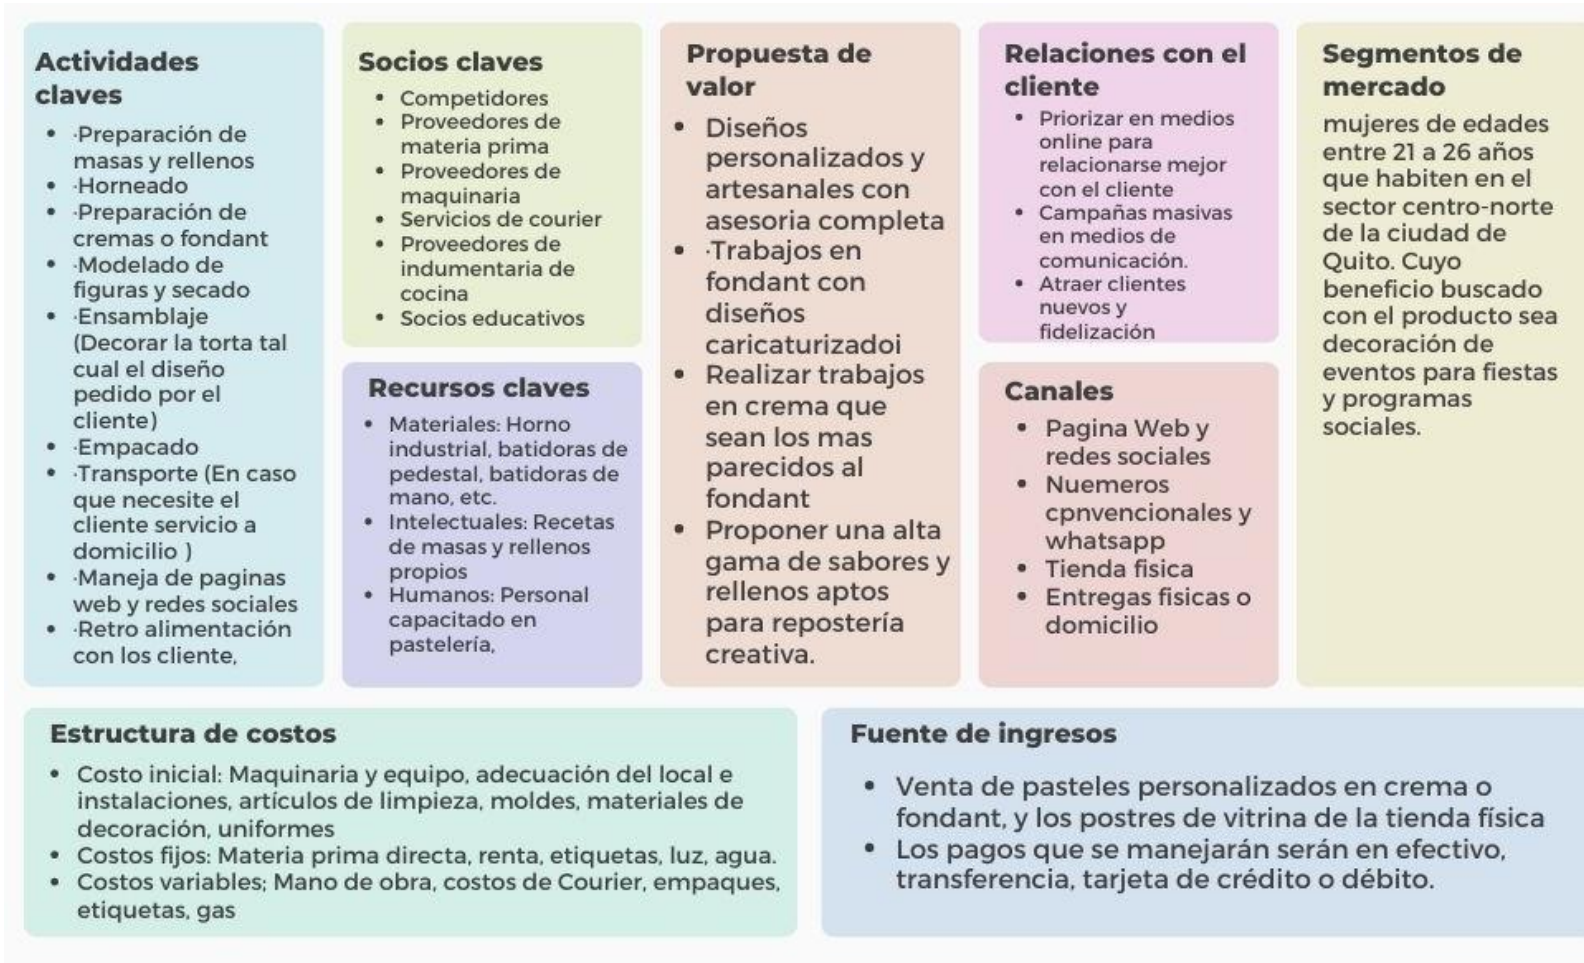 Actividades
claves
• ·Preparación de
masas y rellenos
• ·Horneado
• ·Preparación de
cremas o fondant
• ·Modelado de
figuras y secado
• ·Ensamblaje
(Decorar la torta tal
cual el diseño
pedido por el
cliente)
• ·Empacado
• ·Transporte (En caso
que necesite el
cliente servicio a
domicilio )
• ·Maneja de paginas
web y redes sociales
• ·Retro alimentación
con los cliente,
Socios claves
• Competidores
• Proveedores de
materia prima
• Proveedores de
maquinaria
• Servicios de courier
• Proveedores de
indumentaria de
cocina
• Socios educativos
Recursos claves
• Materiales: Horno
industrial, batidoras de
pedestal, batidoras de
mano, etc.
• Intelectuales: Recetas
de masas y rellenos
propios
• Humanos: Personal
capacitado en
pastelería,
Propuesta de
valor
• Diseños
personalizados y
artesanales con
asesoria completa
• ·Trabajos en
fondant con
diseños
caricaturizadoi
• Realizar trabajos
en crema que
sean los mas
parecidos al
fondant
• Proponer una alta
gama de sabores y
rellenos aptos
para repostería
creativa.
Relaciones con el
cliente
• Priorizar en medios
online para
relacionarse mejor
con el cliente
• Campañas masivas
en medios de
comunicación.
• Atraer clientes
nuevos y
fidelización
Canales
• Pagina Web y
redes sociales
• Nuemeros
cpnvencionales y
whatsapp
• Tienda fisica
• Entregas fisicas o
domicilio
Segmentos de
mercado
mujeres de edades
entre 21 a 26 años
que habiten en el
sector centro-norte
de la ciudad de
Quito. Cuyo
beneficio buscado
con el producto sea
decoración de
eventos para fiestas
y programas
sociales.
Estructura de costos
• Costo inicial: Maquinaria y equipo, adecuación del local e
instalaciones, artículos de limpieza, moldes, materiales de
decoración, uniformes
• Costos fijos: Materia prima directa, renta, etiquetas, luz, agua.
• Costos variables; Mano de obra, costos de Courier, empaques,
etiquetas, gas
Fuente de ingresos
• Venta de pasteles personalizados en crema o
fondant, y los postres de vitrina de la tienda física
• Los pagos que se manejarán serán en efectivo,
transferencia, tarjeta de crédito o débito.